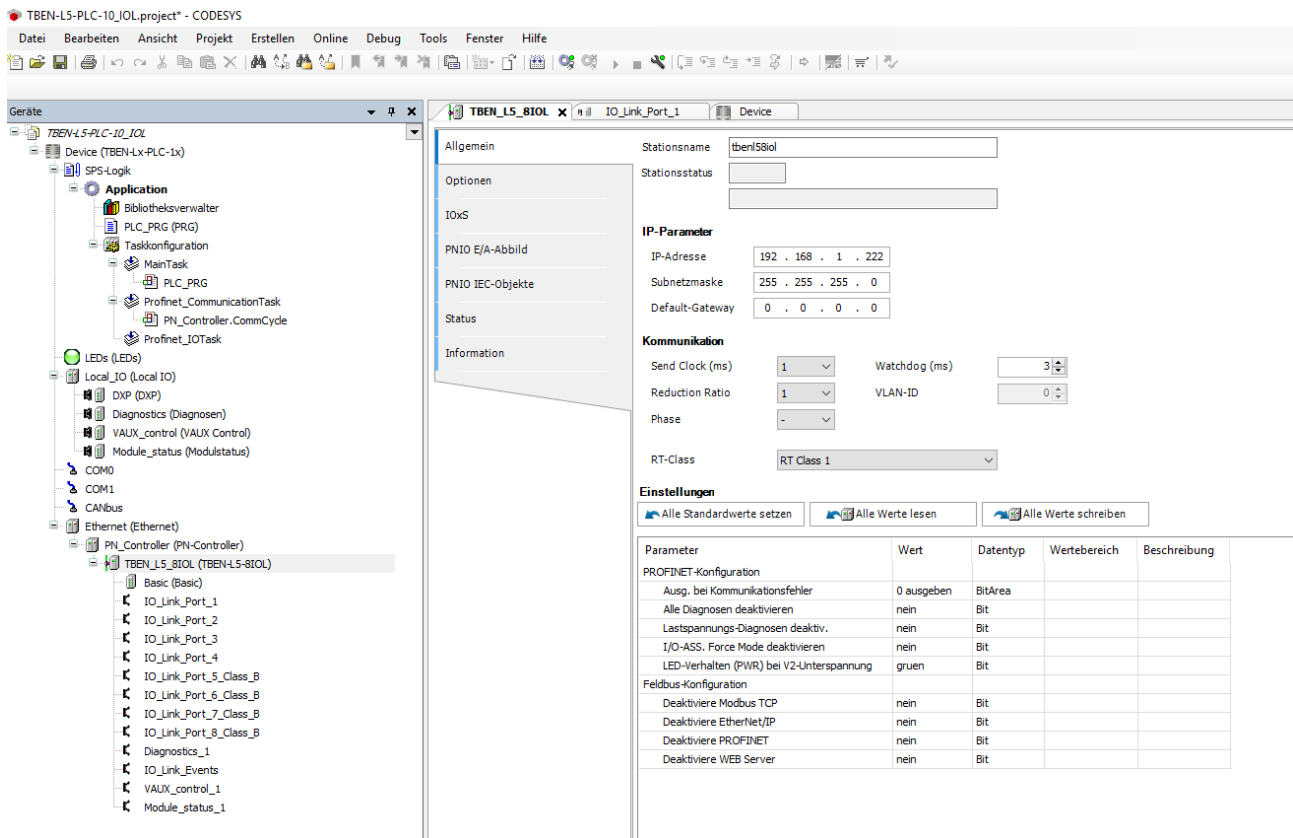 TBEN-L5-PLC-10_IOL.project* - CODESYS
Datei Bearbeiten Ansicht Projekt Erstellen Online Debug Tools Fenster Hilfe
Geräte
TBEN-L5-PLC-10_IOL
Device (TBEN-Lx-PLC-1x)
SPS-Logik
Application
Bibliotheksverwalter
PLC_PRG (PRG)
Taskkonfiguration
MainTask
PLC_PRG
Profinet_CommunicationTask
PN_Controller.CommCycle
Profinet_IOTask
LEDs (LEDs)
Local_IO (Local IO)
DXP (DXP)
Diagnostics (Diagnosen)
VAUX_control (VAUX Control)
Module_status (Modulstatus)
COM0
COM1
CANbus
Ethernet (Ethernet)
PN_Controller (PN-Controller)
TBEN_L5_8IOL (TBEN-L5-8IOL)
Basic (Basic)
IO_Link_Port_1
IO_Link_Port_2
IO_Link_Port_3
IO_Link_Port_4
IO_Link_Port_5_Class_B
IO_Link_Port_6_Class_B
IO_Link_Port_7_Class_B
IO_Link_Port_8_Class_B
Diagnostics_1
IO_Link_Events
VAUX_control_1
Module_status_1
TBEN_L5_8IOL IO_Link_Port_1 Device
Allgemein
Optionen
IOxS
PNIO E/A-Abbild
PNIO IEC-Objekte
Status
Information
Stationsname tbenl58iol
Stationsstatus
IP-Parameter
IP-Adresse 192 . 168 . 1 . 222
Subnetzmaske 255 . 255 . 255 . 0
Default-Gateway 0 . 0 . 0 . 0
Kommunikation
Send Clock (ms) 1 Watchdog (ms) 3
Reduction Ratio 1 VLAN-ID 0
Phase -
RT-Class RT Class 1
Einstellungen
Alle Standardwerte setzen Alle Werte lesen Alle Werte schreiben
Parameter Wert Datentyp Wertebereich Beschreibung
PROFINET-Konfiguration
Ausg. bei Kommunikationsfehler 0 ausgeben BitArea
Alle Diagnosen deaktivieren nein Bit
Lastspannungs-Diagnosen deaktiv. nein Bit
I/O-ASS. Force Mode deaktivieren nein Bit
LED-Verhalten (PWR) bei V2-Unterspannung gruen Bit
Feldbus-Konfiguration
Deaktiviere Modbus TCP nein Bit
Deaktiviere EtherNet/IP nein Bit
Deaktiviere PROFINET nein Bit
Deaktiviere WEB Server nein Bit